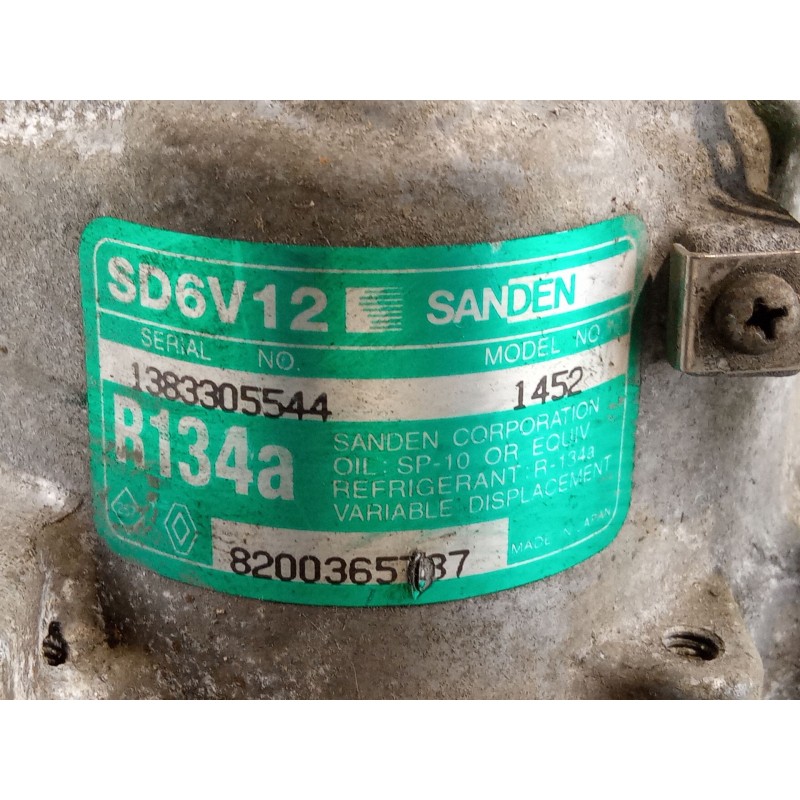 SD6V12 SANDEN
SERIAL NO. MODEL NO.
1383305544 1452
R134a
SANDEN CORPORATION
OIL: SP-10 OR EQUIV
REFRIGERANT: R-134a
VARIABLE DISPLACEMENT
MADE IN JAPAN